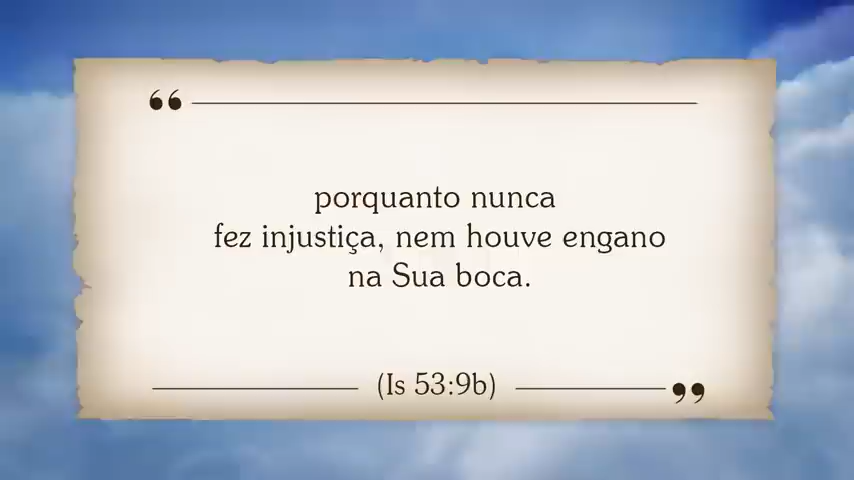 porquanto nunca
fez injustiça, nem houve engano
na Sua boca.
(Is 53:9b)